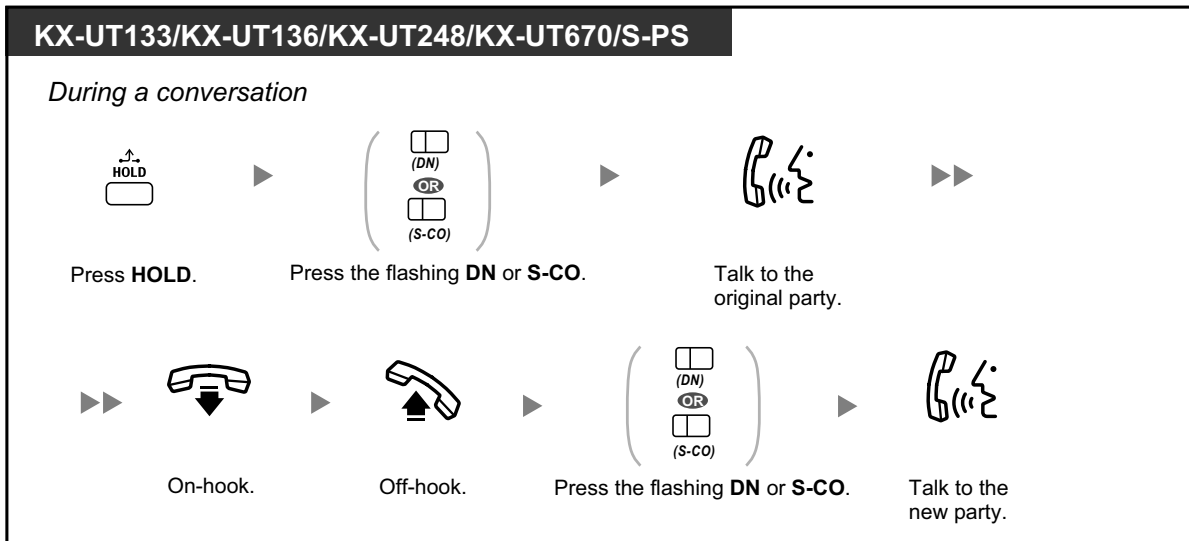 KX-UT133/KX-UT136/KX-UT248/KX-UT670/S-PS
During a conversation
HOLD
(DN)
OR
(S-CO)
Press HOLD.
Press the flashing DN or S-CO.
Talk to the
original party.
(DN)
OR
(S-CO)
On-hook.
Off-hook.
Press the flashing DN or S-CO.
Talk to the
new party.